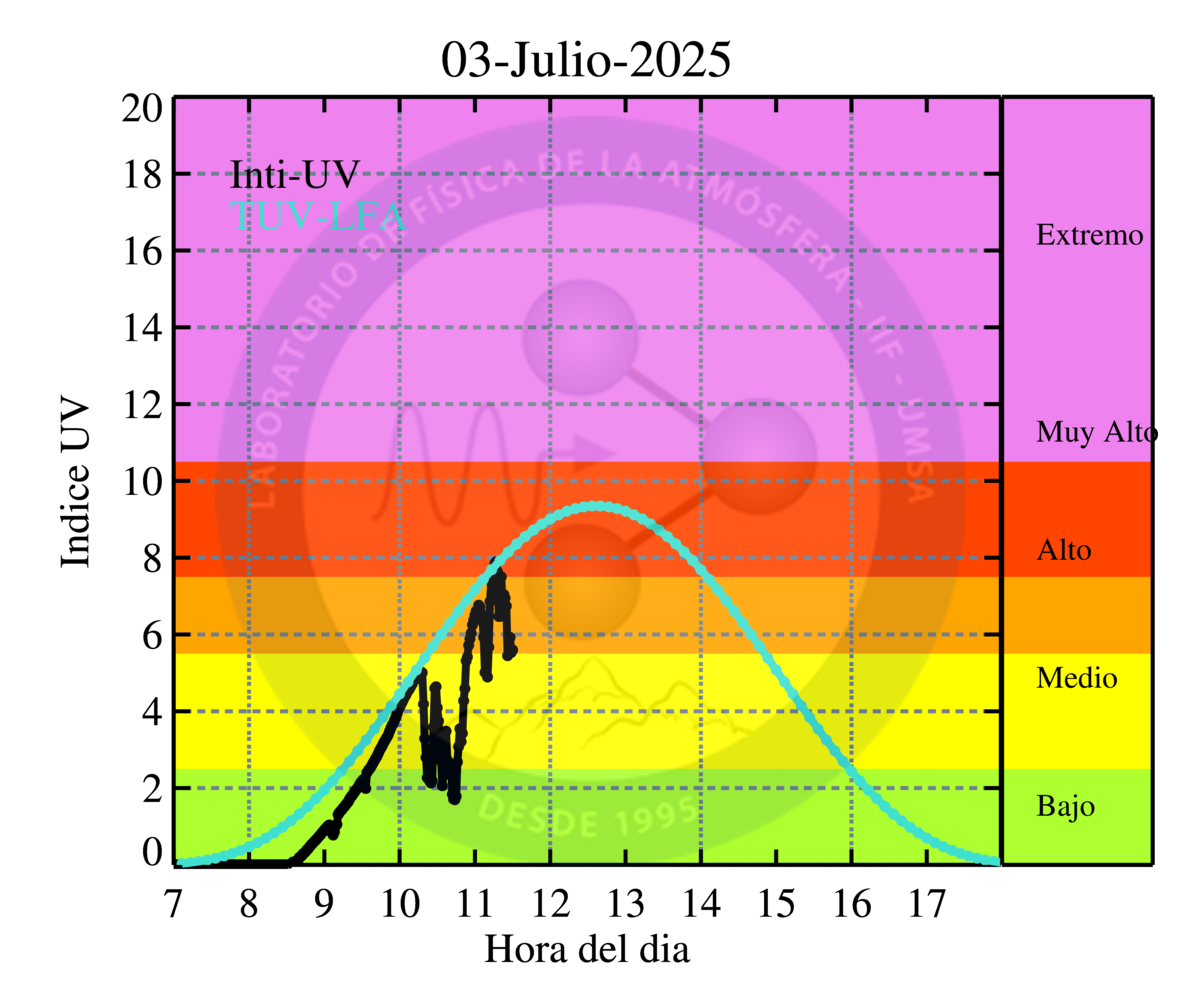 03-Julio-2025
20
18
16
14
12
10
8
6
4
2
0
Indice UV
Inti-UV
TUV-LFA
LABORATORIO DE FÍSICA DE LA ATMÓSFERA - IIF - UMSA
DESDE 1995
Extremo
Muy Alto
Alto
Medio
Bajo
7 8 9 10 11 12 13 14 15 16 17
Hora del dia